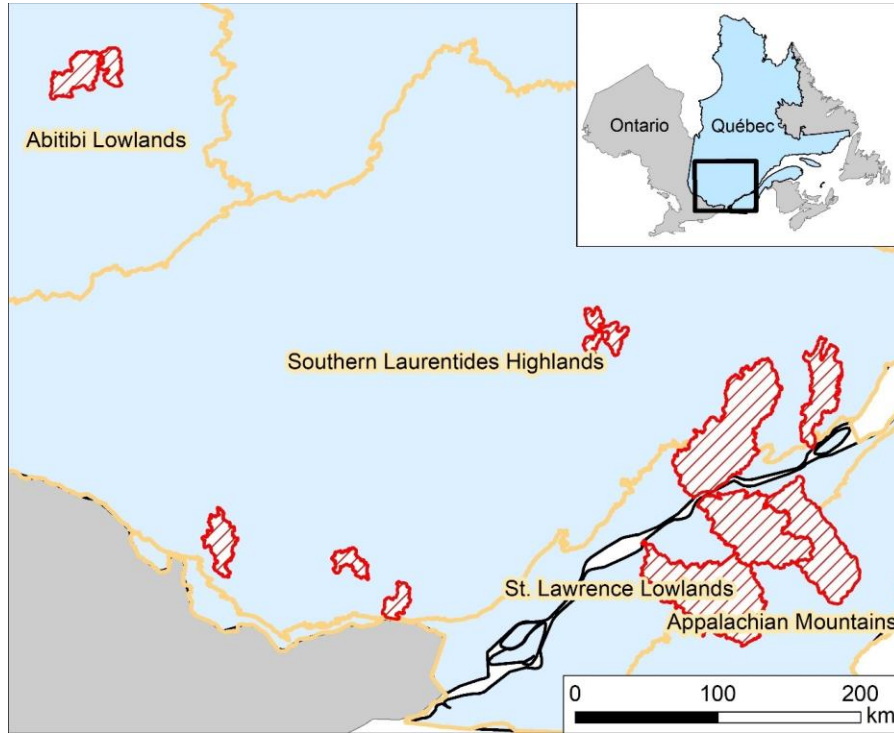 Ontario
Québec
Abitibi Lowlands
Southern Laurentides Highlands
St. Lawrence Lowlands
Appalachian Mountains
0 100 200
km